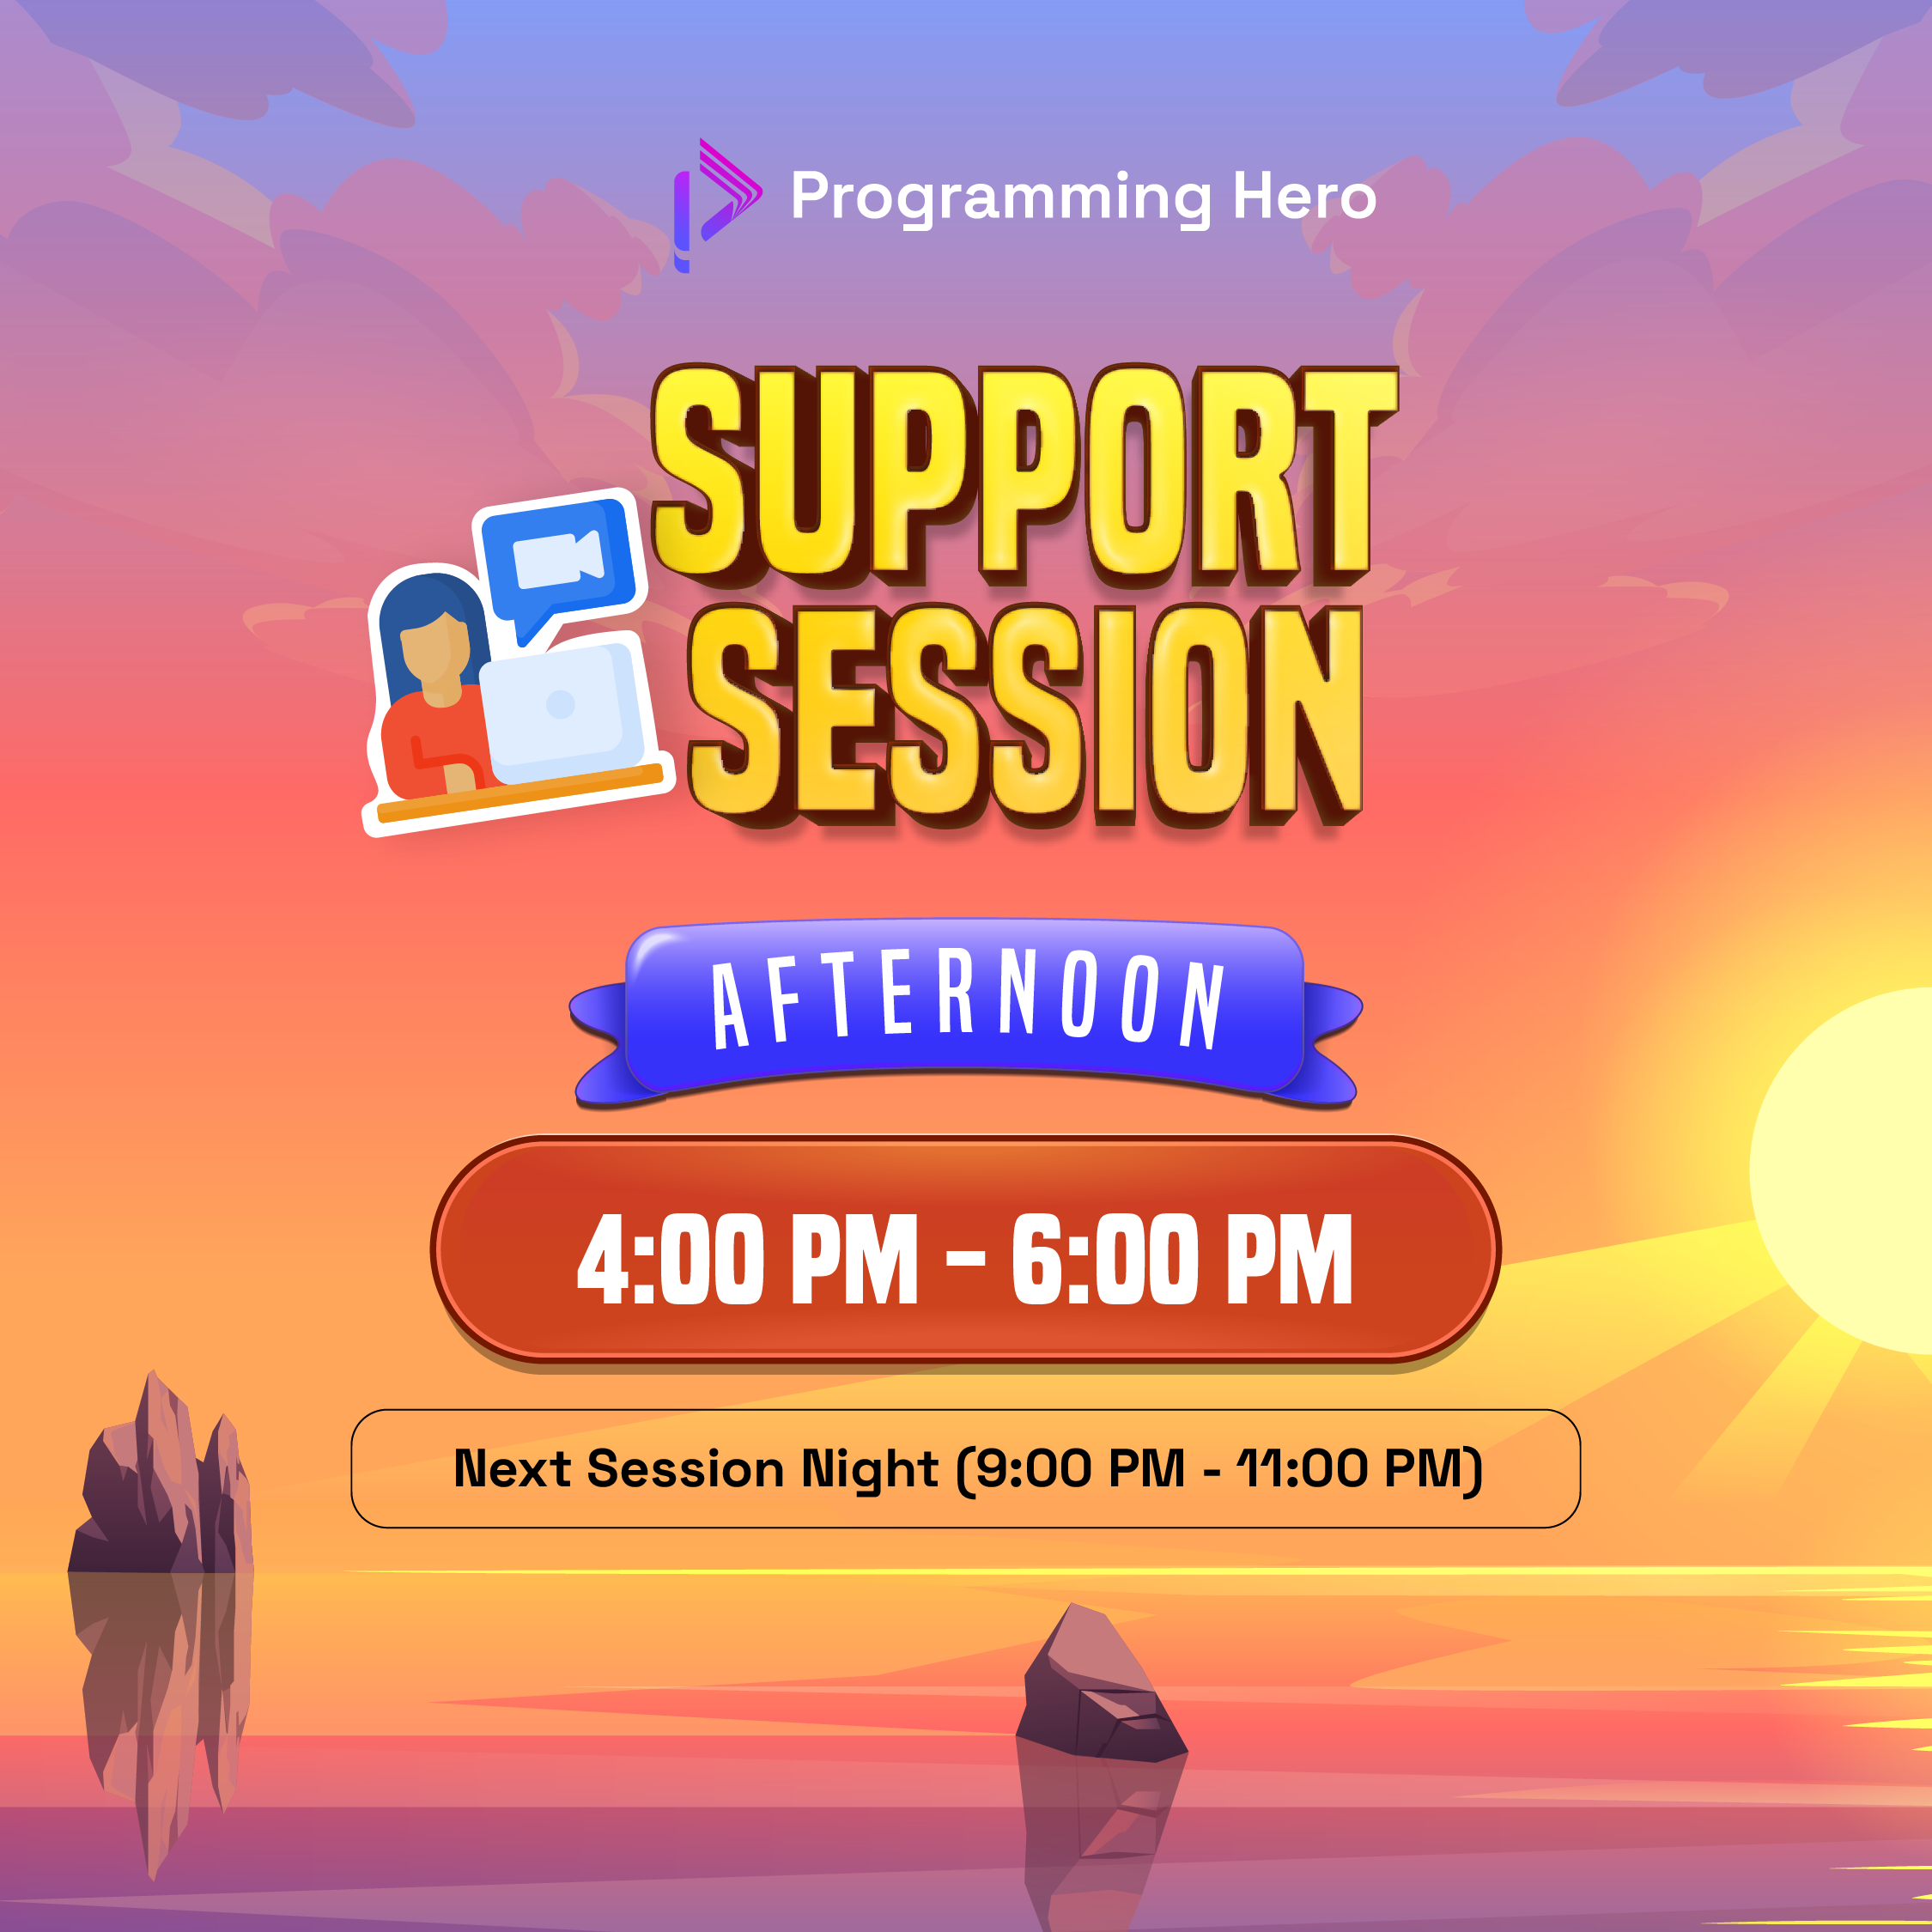 Programming Hero
SUPPORT
SESSION
AFTERNOON
4:00 PM - 6:00 PM
Next Session Night (9:00 PM - 11:00 PM)